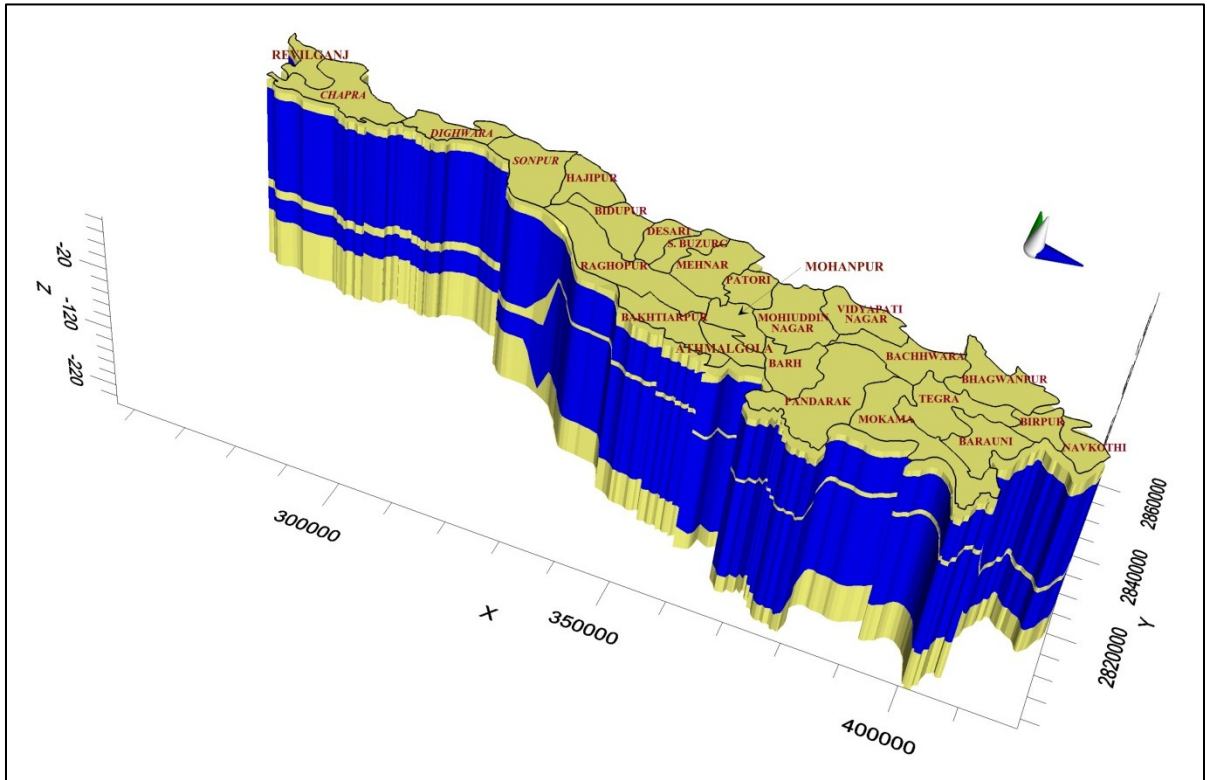 REVILGANJ
CHAPRA
DIGHWARA
SONPUR
HAJIPUR
BIDUPUR
DESARI
S. BUZURG
RAGHOPUR
MEHNAR
MOHANPUR
PATORI
BAKHTIARPUR
MOHIUDDIN
NAGAR
VIDYAPATI
NAGAR
ATHMALGOLA
BARH
BACHHWARA
BHAGWANPUR
PANDARAK
TEGRA
MOKAMA
BIRPUR
BARAUNI
NAVKOTHI
-20
Z
-120
-220
300000
X
350000
400000
2860000
2840000
Y
2820000